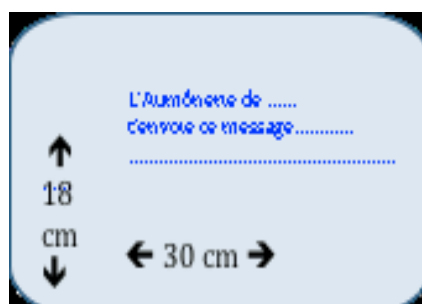 L'Aumônerie de ......
t'envoie ce message............
..............................................
18
cm
30 cm